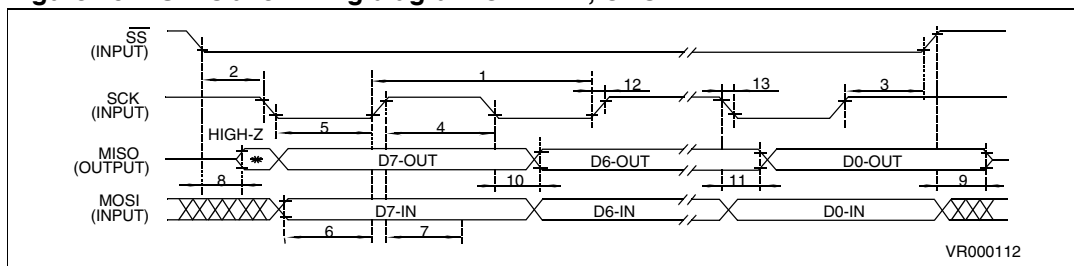 SS
(INPUT)
2
1
12
13
3
SCK
(INPUT)
5
4
HIGH-Z
MISO
(OUTPUT)
D7-OUT
D6-OUT
D0-OUT
8
10
11
9
MOSI
(INPUT)
D7-IN
D6-IN
D0-IN
6
7
VR000112